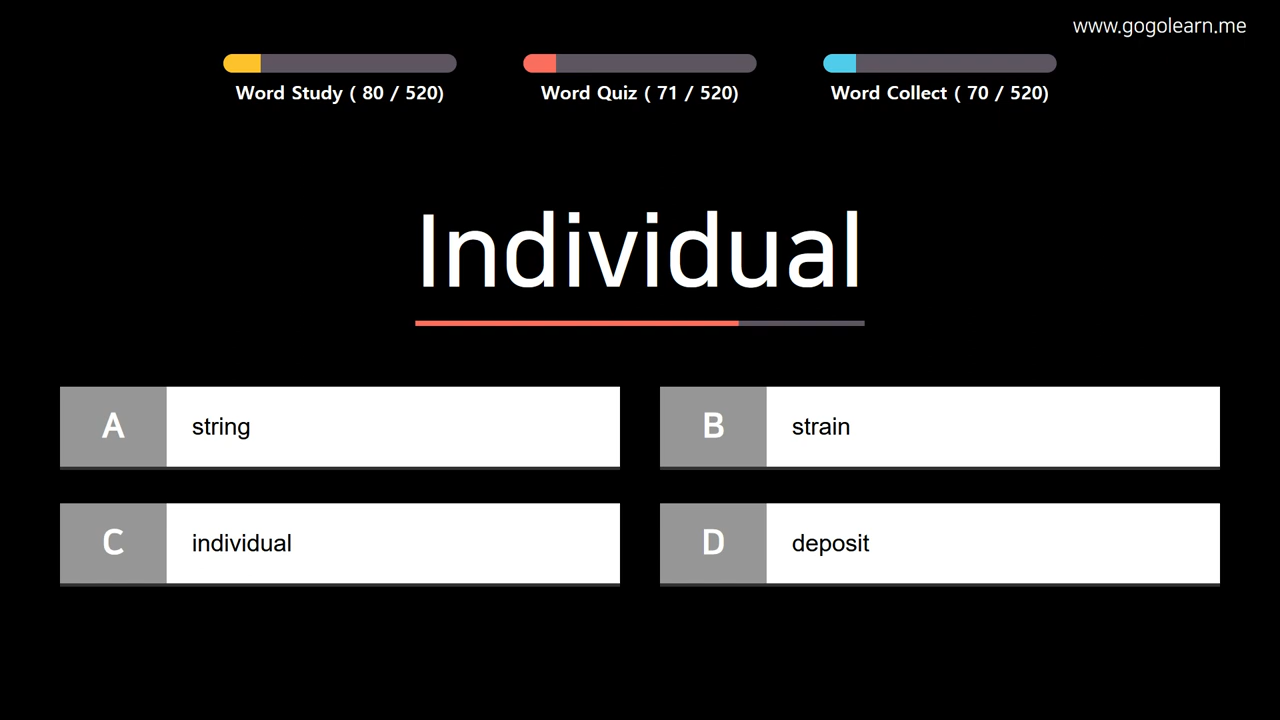 www.gogolearn.me
Word Study ( 80 / 520)
Word Quiz ( 71 / 520)
Word Collect ( 70 / 520)
Individual
A string
B strain
C individual
D deposit